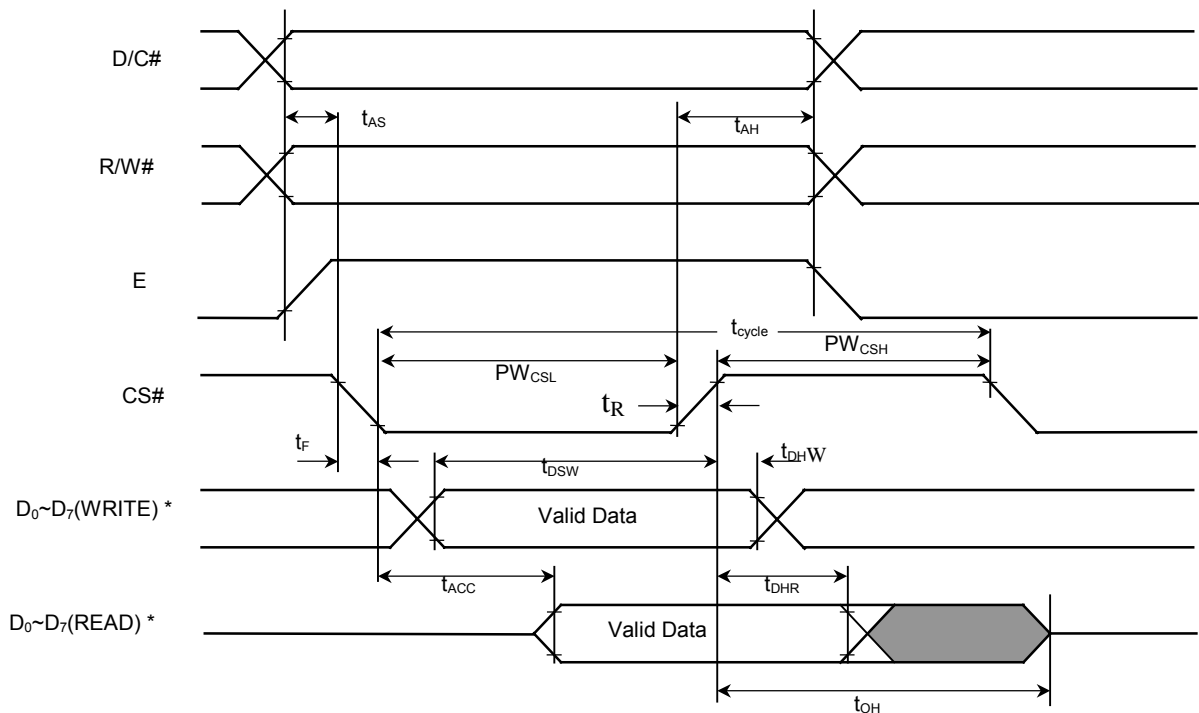 D/C#
tAS
tAH
R/W#
E
tcycle
PWCSH
PWCSL
CS#
tR
tF
tDSW
tDHW
D0~D7(WRITE) *
Valid Data
tACC
tDHR
D0~D7(READ) *
Valid Data
tOH